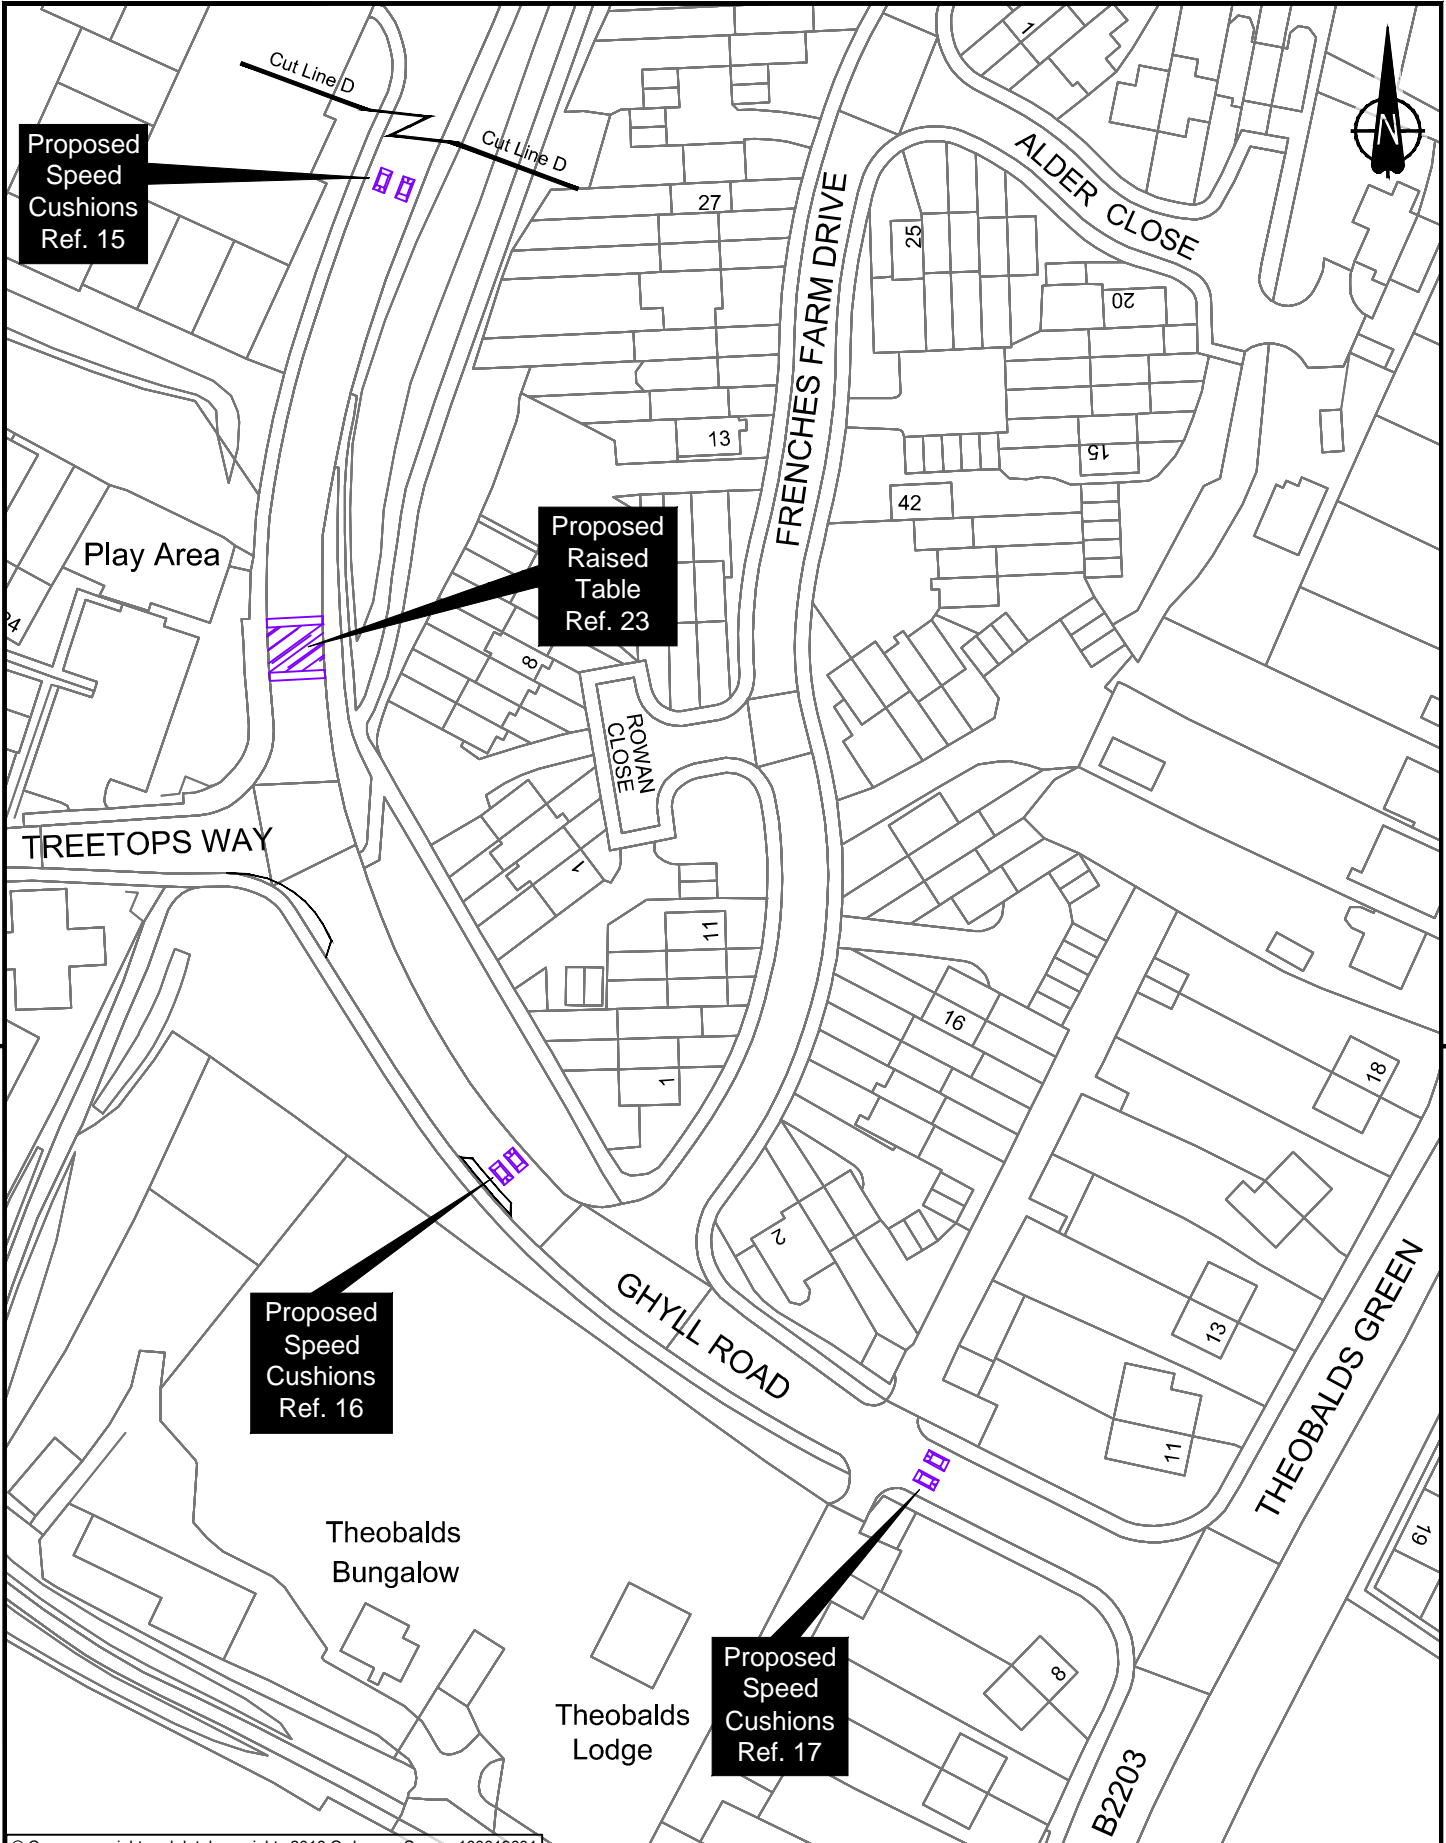 Cut Line D
Cut Line D
N
Proposed
Speed
Cushions
Ref. 15
1
ALDER CLOSE
27
25
20
FRENCHES FARM DRIVE
13
15
42
Play Area
Proposed
Raised
Table
Ref. 23
8
ROWAN
CLOSE
TREETOPS WAY
1
11
16
18
1
2
GHYLL ROAD
13
THEOBALDS GREEN
Proposed
Speed
Cushions
Ref. 16
11
19
Theobalds
Bungalow
8
Theobalds
Lodge
Proposed
Speed
Cushions
Ref. 17
B2203